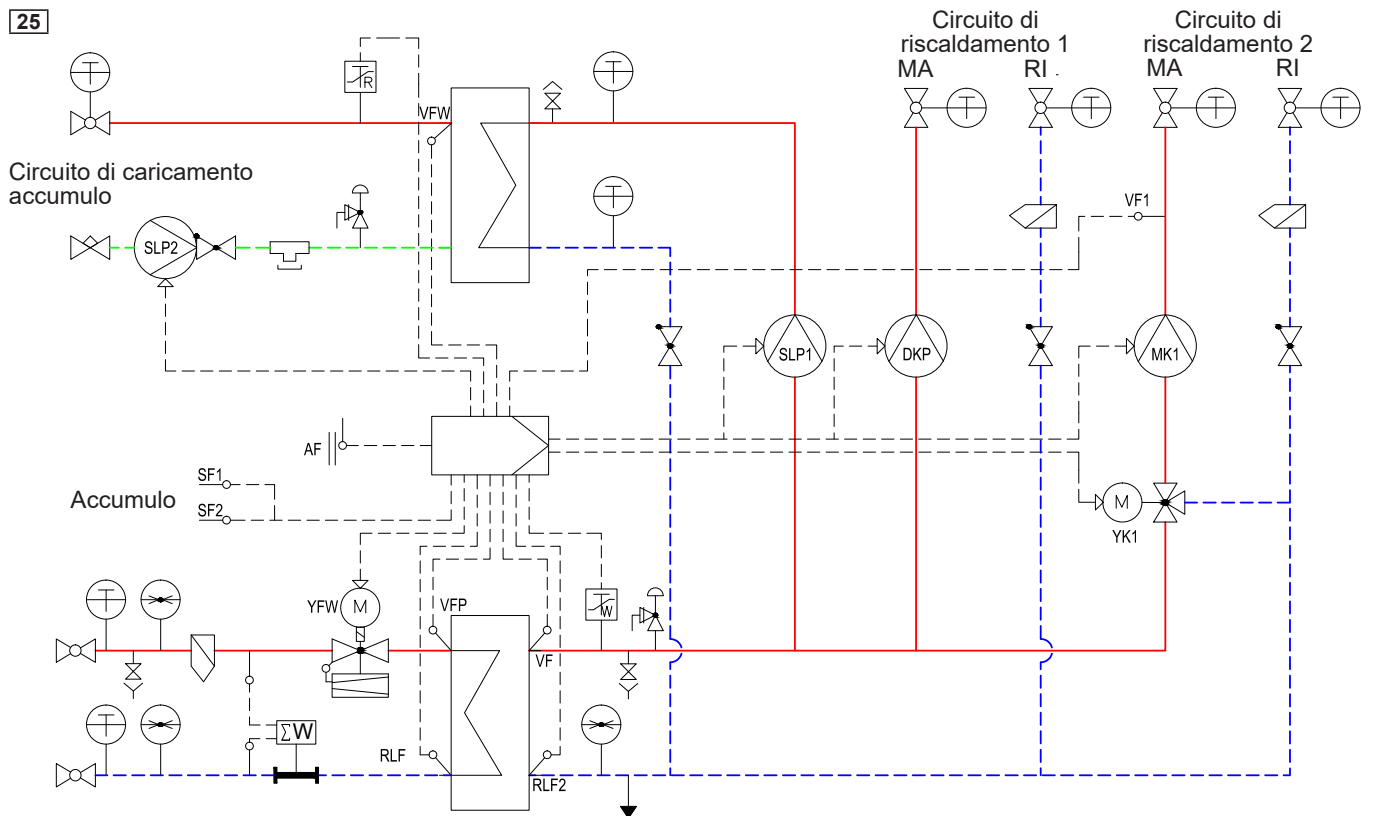 25
Circuito di
riscaldamento 1
MA
RI
Circuito di
riscaldamento 2
MA
RI
T
T
T
T
T
T
R
VFW
T
Circuito di caricamento
accumulo
T
VF1
SLP2
SLP1
DKP
MK1
AF
SF1
Accumulo
SF2
M
YK1
T
YFW
M
VFP
W
VF
T
ΣW
RLF
RLF2